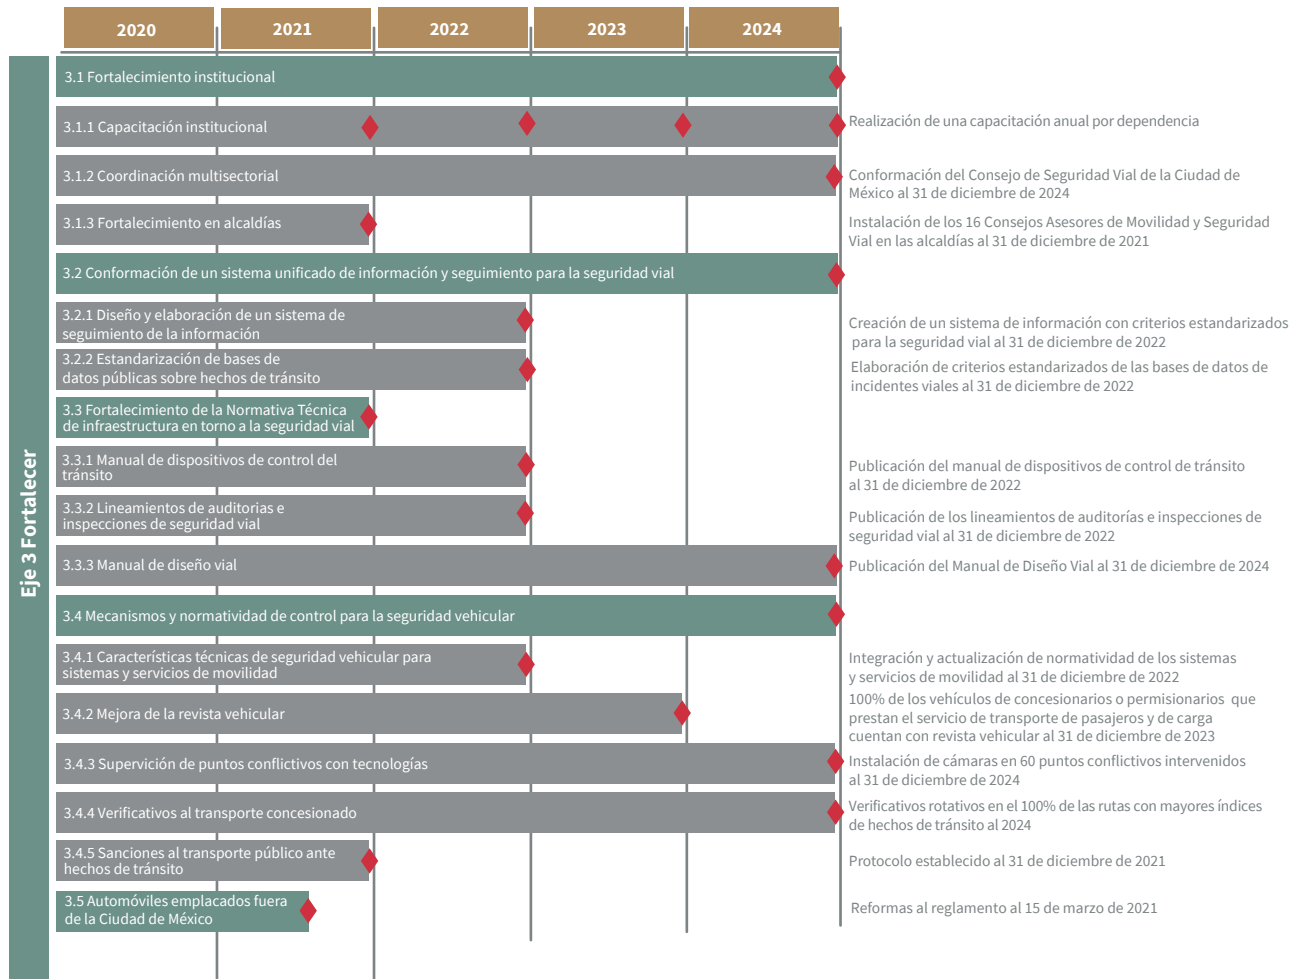 2020 2021 2022 2023 2024
Eje 3 Fortalecer
3.1 Fortalecimiento institucional
3.1.1 Capacitación institucional
Realización de una capacitación anual por dependencia
3.1.2 Coordinación multisectorial
Conformación del Consejo de Seguridad Vial de la Ciudad de
México al 31 de diciembre de 2024
3.1.3 Fortalecimiento en alcaldías
Instalación de los 16 Consejos Asesores de Movilidad y Seguridad
Vial en las alcaldías al 31 de diciembre de 2021
3.2 Conformación de un sistema unificado de información y seguimiento para la seguridad vial
3.2.1 Diseño y elaboración de un sistema de
seguimiento de la información
Creación de un sistema de información con criterios estandarizados
para la seguridad vial al 31 de diciembre de 2022
3.2.2 Estandarización de bases de
datos públicas sobre hechos de tránsito
Elaboración de criterios estandarizados de las bases de datos de
incidentes viales al 31 de diciembre de 2022
3.3 Fortalecimiento de la Normativa Técnica
de infraestructura en torno a la seguridad vial
3.3.1 Manual de dispositivos de control del
tránsito
Publicación del manual de dispositivos de control de tránsito
al 31 de diciembre de 2022
3.3.2 Lineamientos de auditorias e
inspecciones de seguridad vial
Publicación de los lineamientos de auditorías e inspecciones de
seguridad vial al 31 de diciembre de 2022
3.3.3 Manual de diseño vial
Publicación del Manual de Diseño Vial al 31 de diciembre de 2024
3.4 Mecanismos y normatividad de control para la seguridad vehicular
3.4.1 Características técnicas de seguridad vehicular para
sistemas y servicios de movilidad
Integración y actualización de normatividad de los sistemas
y servicios de movilidad al 31 de diciembre de 2022
3.4.2 Mejora de la revista vehicular
100% de los vehículos de concesionarios o permisionarios que
prestan el servicio de transporte de pasajeros y de carga
cuentan con revista vehicular al 31 de diciembre de 2023
3.4.3 Supervición de puntos conflictivos con tecnologías
Instalación de cámaras en 60 puntos conflictivos intervenidos
al 31 de diciembre de 2024
3.4.4 Verificativos al transporte concesionado
Verificativos rotativos en el 100% de las rutas con mayores índices
de hechos de tránsito al 2024
3.4.5 Sanciones al transporte público ante
hechos de tránsito
Protocolo establecido al 31 de diciembre de 2021
3.5 Automóviles emplacados fuera
de la Ciudad de México
Reformas al reglamento al 15 de marzo de 2021